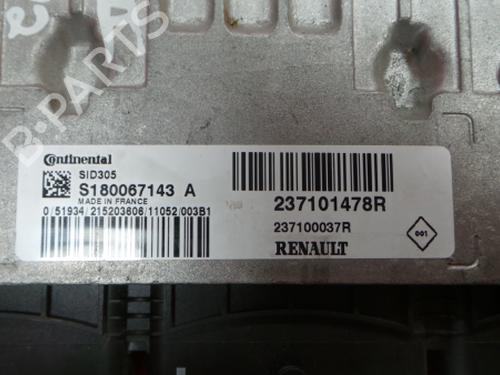 B-PARTS
Continental
SID305
S180067143 A
MADE IN FRANCE
0/51934/215203606/11052/003B1
237101478R
237100037R
RENAULT
001